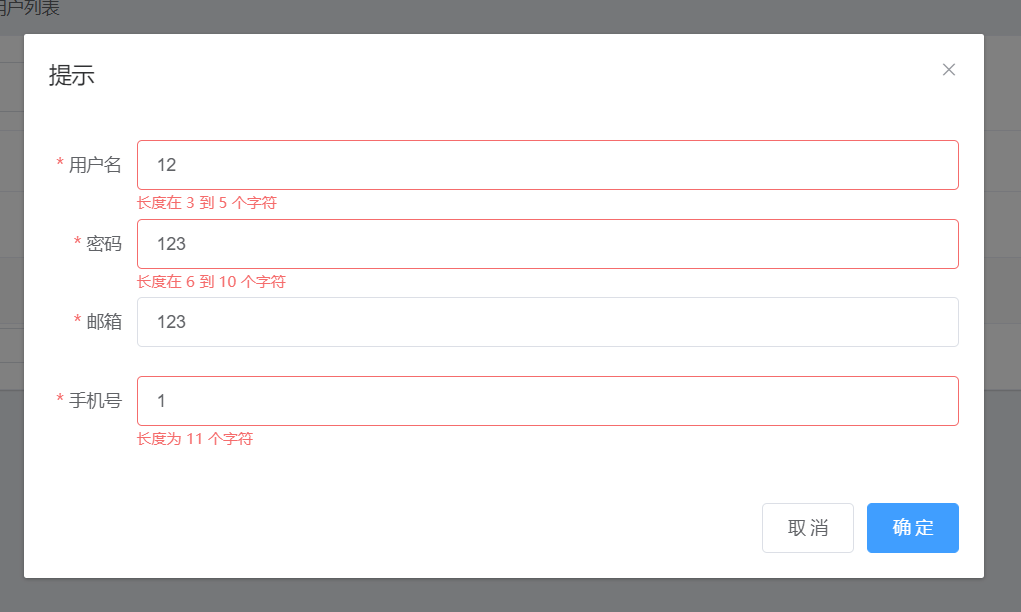 用户列表
提示
* 用户名 12
长度在 3 到 5 个字符
* 密码 123
长度在 6 到 10 个字符
* 邮箱 123
* 手机号 1
长度为 11 个字符
取消 确定